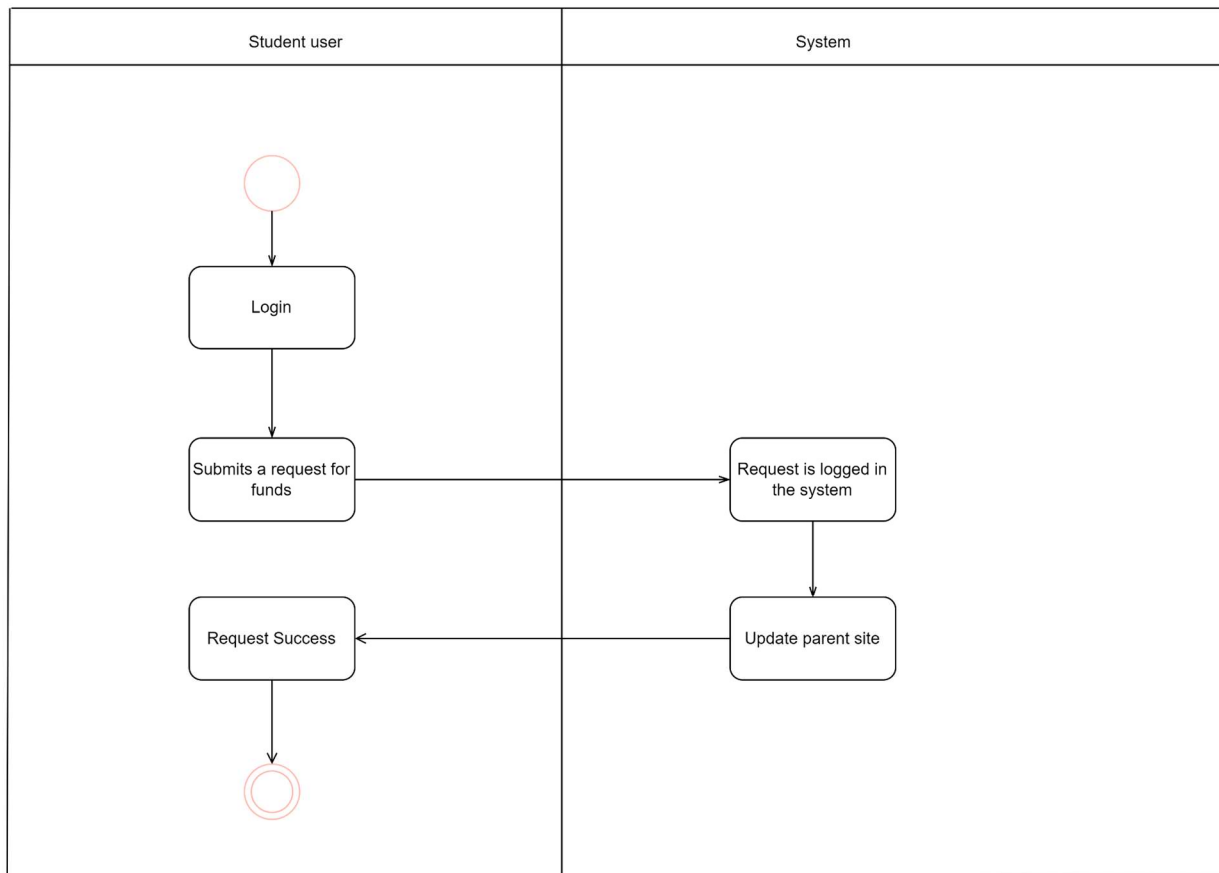 Student user
System
Login
Submits a request for
funds
Request is logged in
the system
Request Success
Update parent site